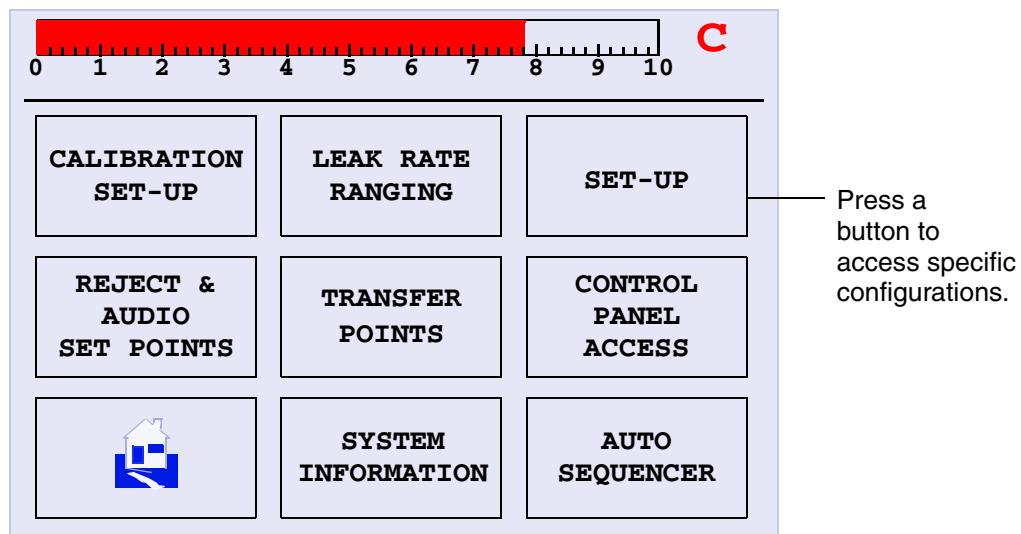 C
0 1 2 3 4 5 6 7 8 9 10
CALIBRATION
SET-UP
LEAK RATE
RANGING
SET-UP
Press a
button to
access specific
configurations.
REJECT &
AUDIO
SET POINTS
TRANSFER
POINTS
CONTROL
PANEL
ACCESS
SYSTEM
INFORMATION
AUTO
SEQUENCER